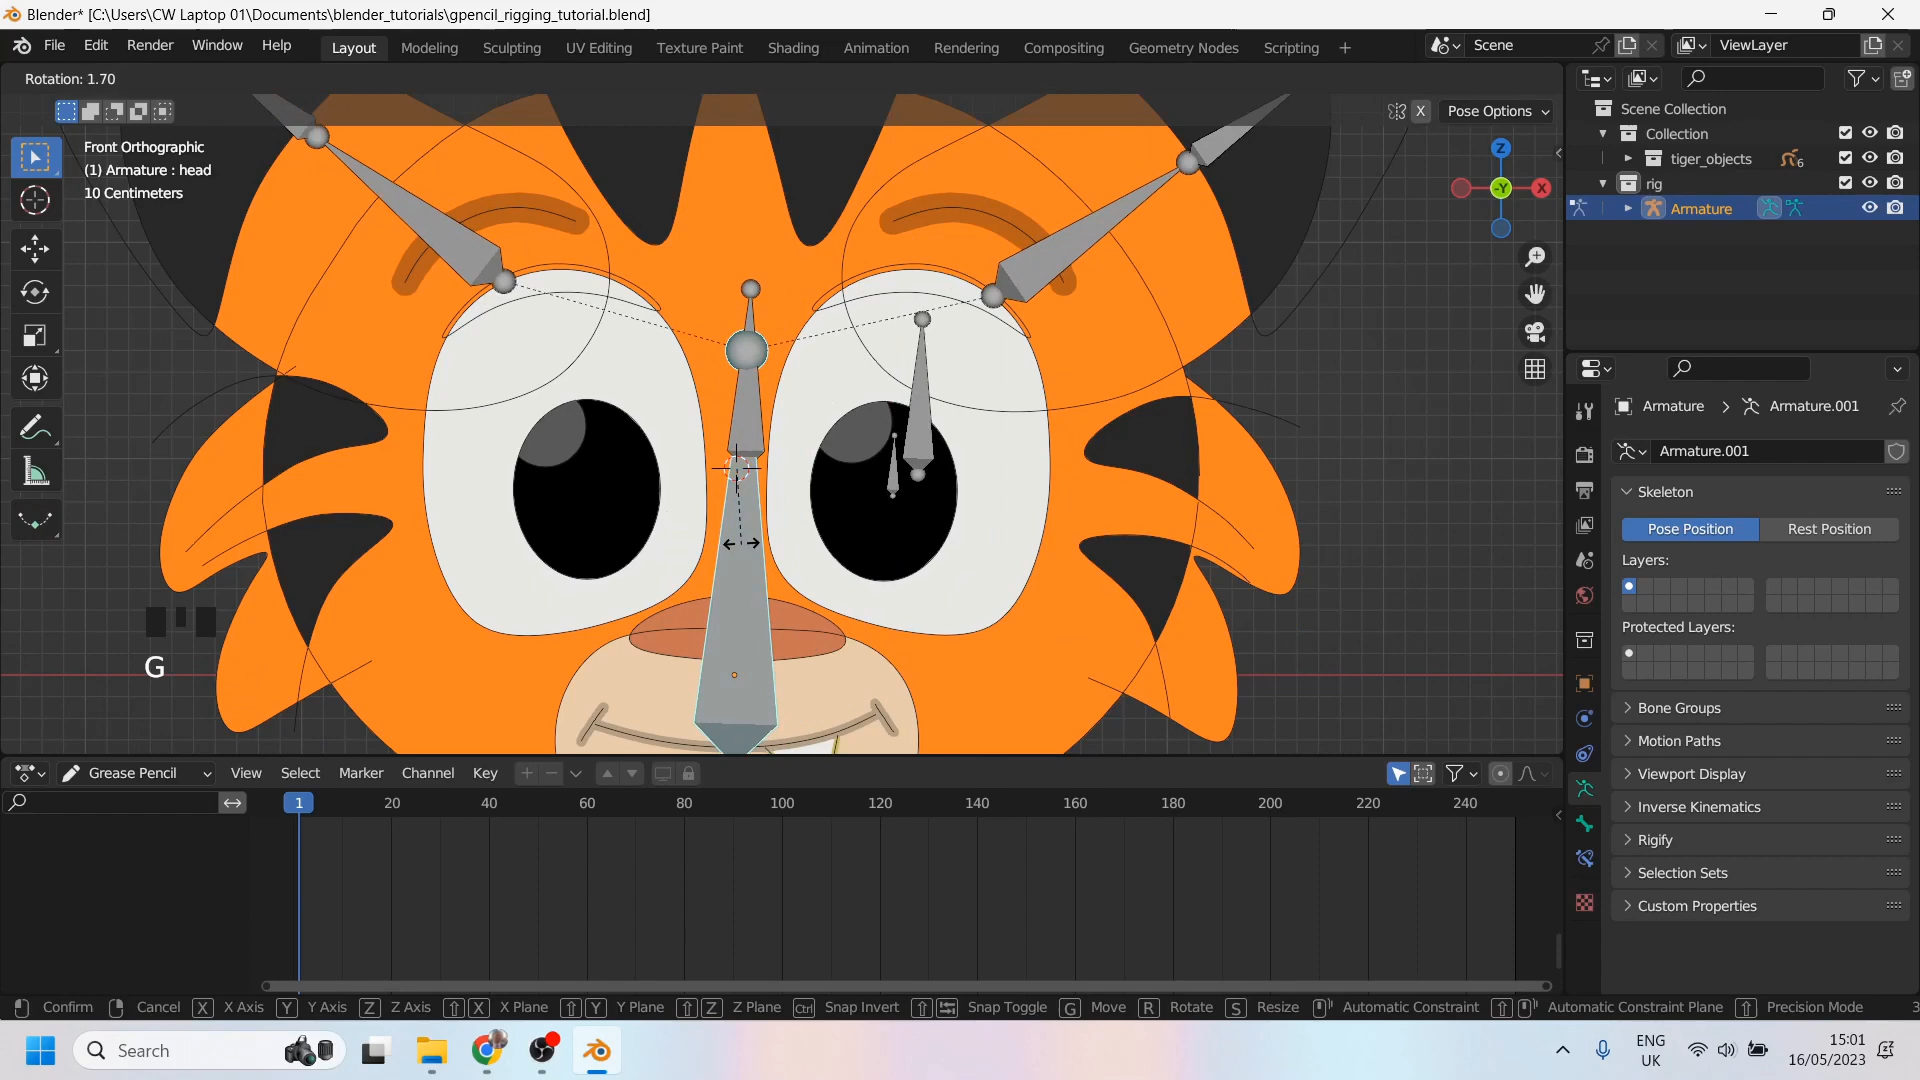 Blender* [C:\Users\CW Laptop 01\Documents\blender_tutorials\gpencil_rigging_tutorial.blend]
File Edit Render Window Help Layout Modeling Sculpting UV Editing Texture Paint Shading Animation Rendering Compositing Geometry Nodes Scripting + Scene ViewLayer
Rotation: 1.70
X Pose Options
Front Orthographic
(1) Armature : head
10 Centimeters
Z
-Y
X
G
Scene Collection
Collection
tiger_objects 6
rig
Armature
Armature > Armature.001
Armature.001
Skeleton
Pose Position Rest Position
Layers:
Protected Layers:
Bone Groups
Motion Paths
Viewport Display
Inverse Kinematics
Rigify
Selection Sets
Custom Properties
Grease Pencil View Select Marker Channel Key
1 20 40 60 80 100 120 140 160 180 200 220 240
Confirm Cancel X X Axis Y Y Axis Z Z Axis X X Plane Y Y Plane Z Z Plane Ctrl Snap Invert Snap Toggle G Move R Rotate S Resize Automatic Constraint Automatic Constraint Plane Precision Mode 3
Search
ENG
UK
15:01
16/05/2023